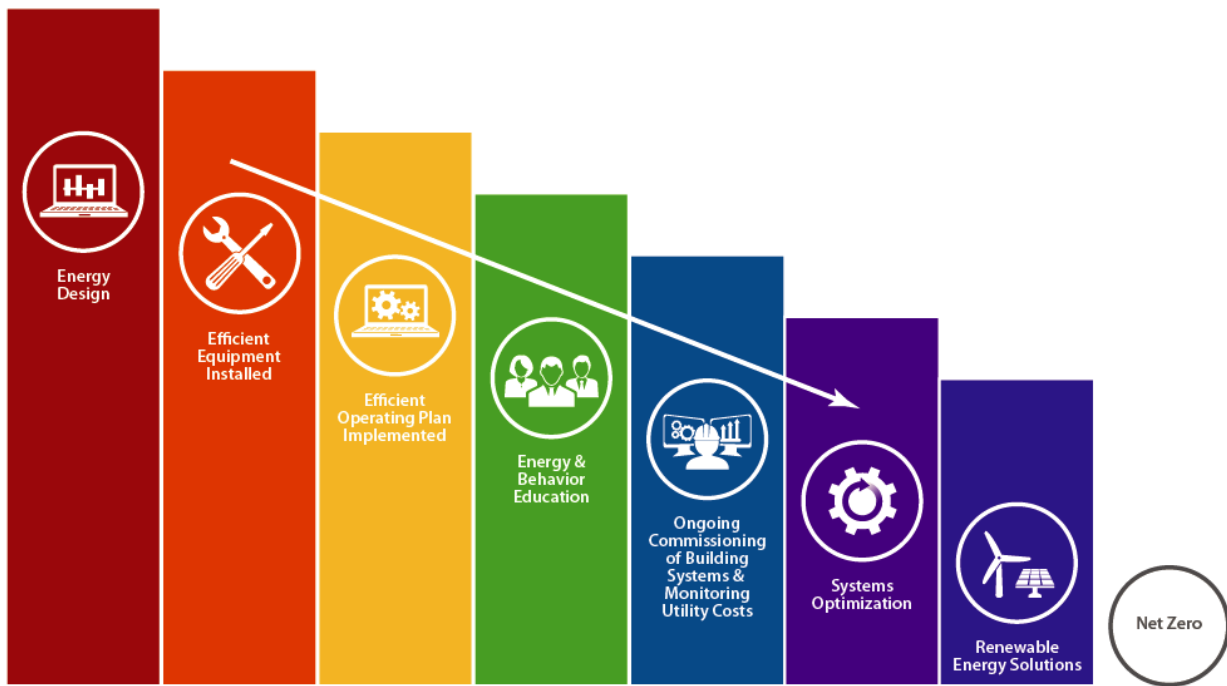 Energy
Design
Efficient
Equipment
Installed
Efficient
Operating Plan
Implemented
Energy &
Behavior
Education
Ongoing
Commissioning
of Building
Systems &
Monitoring
Utility Costs
Systems
Optimization
Renewable
Energy Solutions
Net Zero